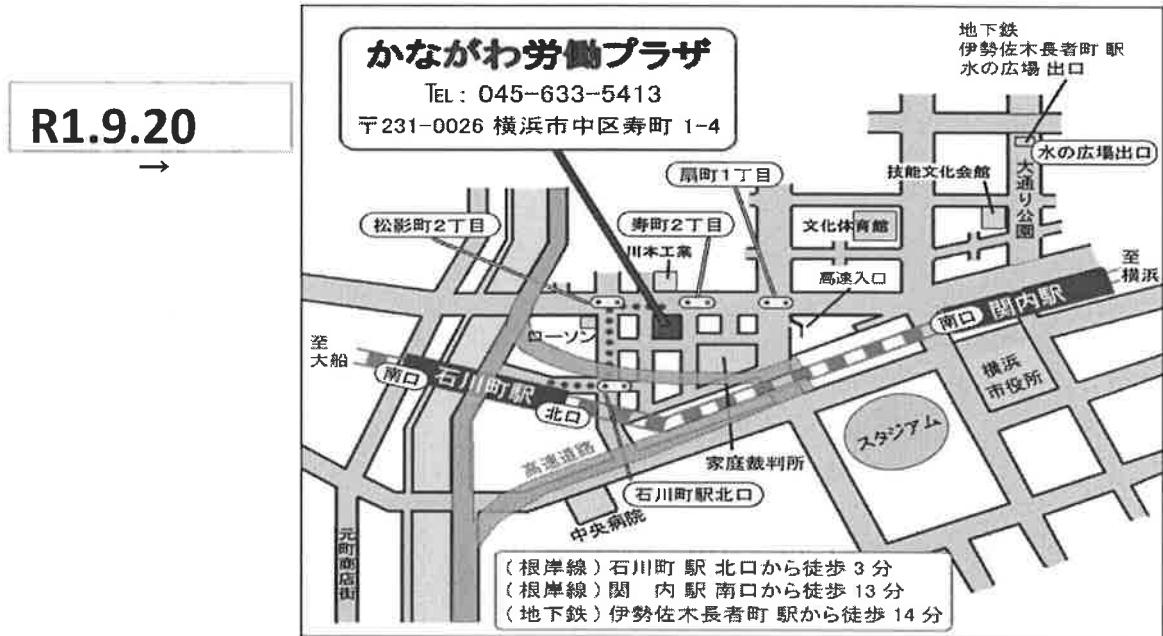 R1.9.20
→
かながわ労働プラザ
TEL: 045-633-5413
〒231-0026 横浜市中区寿町 1-4
地下鉄
伊勢佐木長者町 駅
水の広場 出口
水の広場出口
大通り公園
技能文化会館
扇町1丁目
松影町2丁目
寿町2丁目
文化体育館
川本工業
高速入口
至
横浜
関内駅
南口
ローソン
至
大船
南口
石川町駅
北口
横浜
市役所
スタジアム
家庭裁判所
高速道路
石川町駅北口
中央病院
元町商店街
(根岸線) 石川町 駅 北口から徒歩 3 分
(根岸線) 関 内 駅 南口から徒歩 13 分
(地下鉄) 伊勢佐木長者町 駅から徒歩 14 分